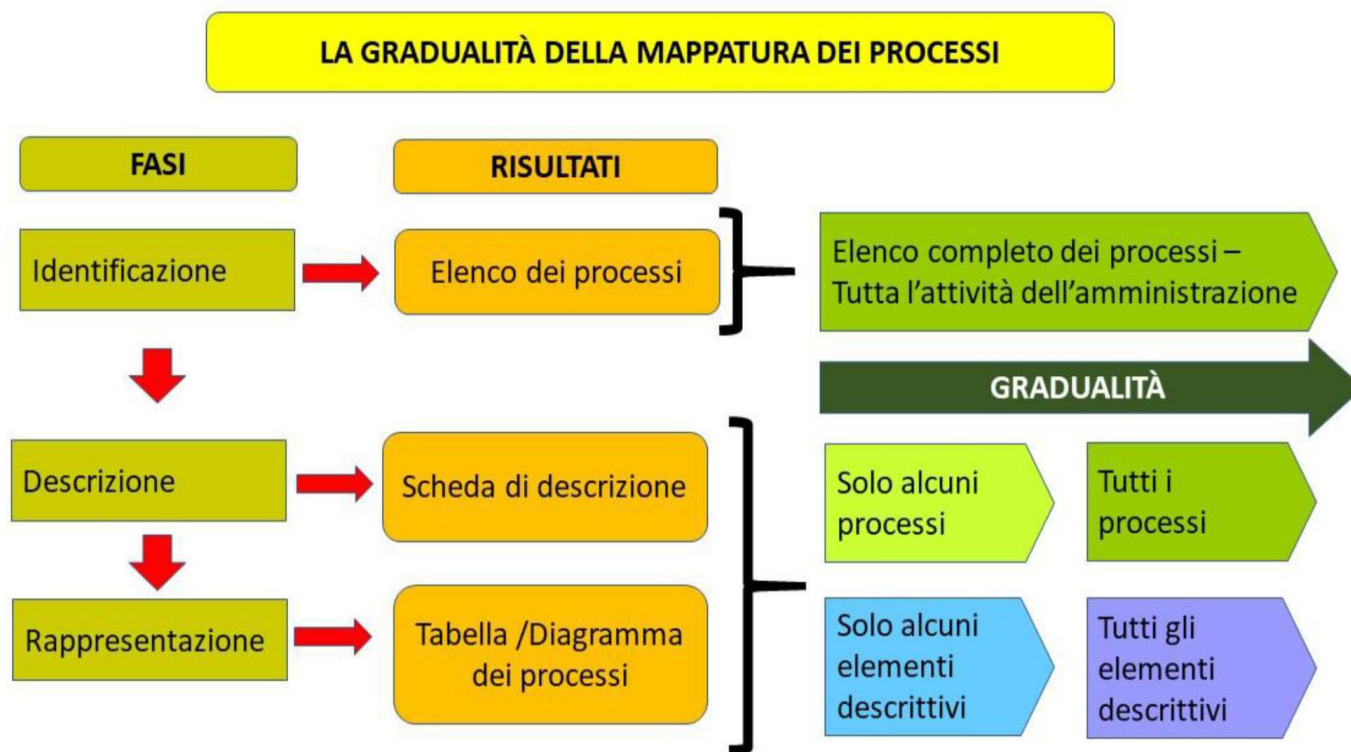 LA GRADUALITÀ DELLA MAPPATURA DEI PROCESSI
FASI
RISULTATI
Identificazione
Elenco dei processi
Elenco completo dei processi –
Tutta l’attività dell’amministrazione
GRADUALITÀ
Descrizione
Scheda di descrizione
Solo alcuni
processi
Tutti i
processi
Rappresentazione
Tabella /Diagramma
dei processi
Solo alcuni
elementi
descrittivi
Tutti gli
elementi
descrittivi